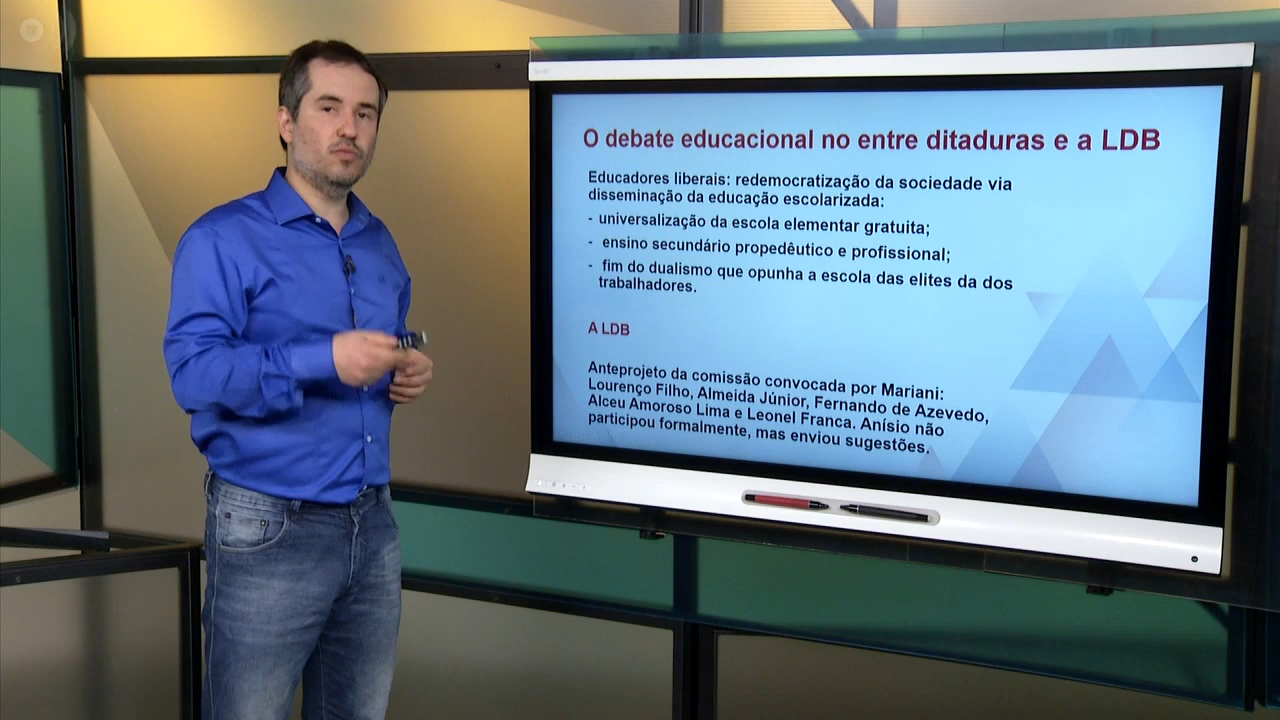 O debate educacional no entre ditaduras e a LDB
Educadores liberais: redemocratização da sociedade via
disseminação da educação escolarizada:
- universalização da escola elementar gratuita;
- ensino secundário propedêutico e profissional;
- fim do dualismo que opunha a escola das elites da dos
trabalhadores.
A LDB
Anteprojeto da comissão convocada por Mariani:
Lourenço Filho, Almeida Júnior, Fernando de Azevedo,
Alceu Amoroso Lima e Leonel Franca. Anísio não
participou formalmente, mas enviou sugestões.